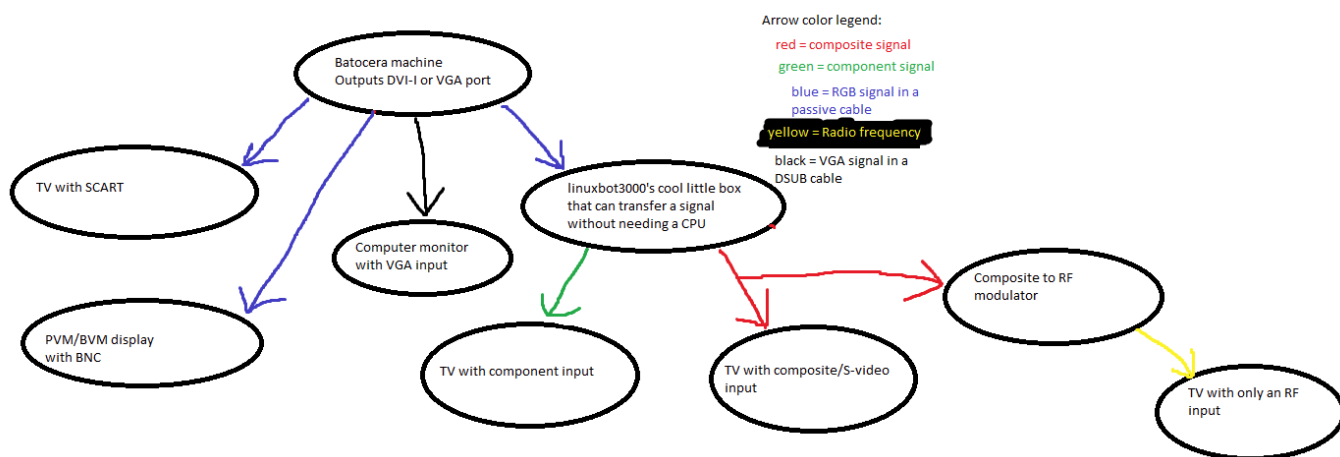 Arrow color legend:
red = composite signal
green = component signal
blue = RGB signal in a
passive cable
yellow = Radio frequency
black = VGA signal in a
DSUB cable
Batocera machine
Outputs DVI-I or VGA port
TV with SCART
linuxbot3000's cool little box
that can transfer a signal
without needing a CPU
Computer monitor
with VGA input
Composite to RF
modulator
PVM/BVM display
with BNC
TV with component input
TV with composite/S-video
input
TV with only an RF
input